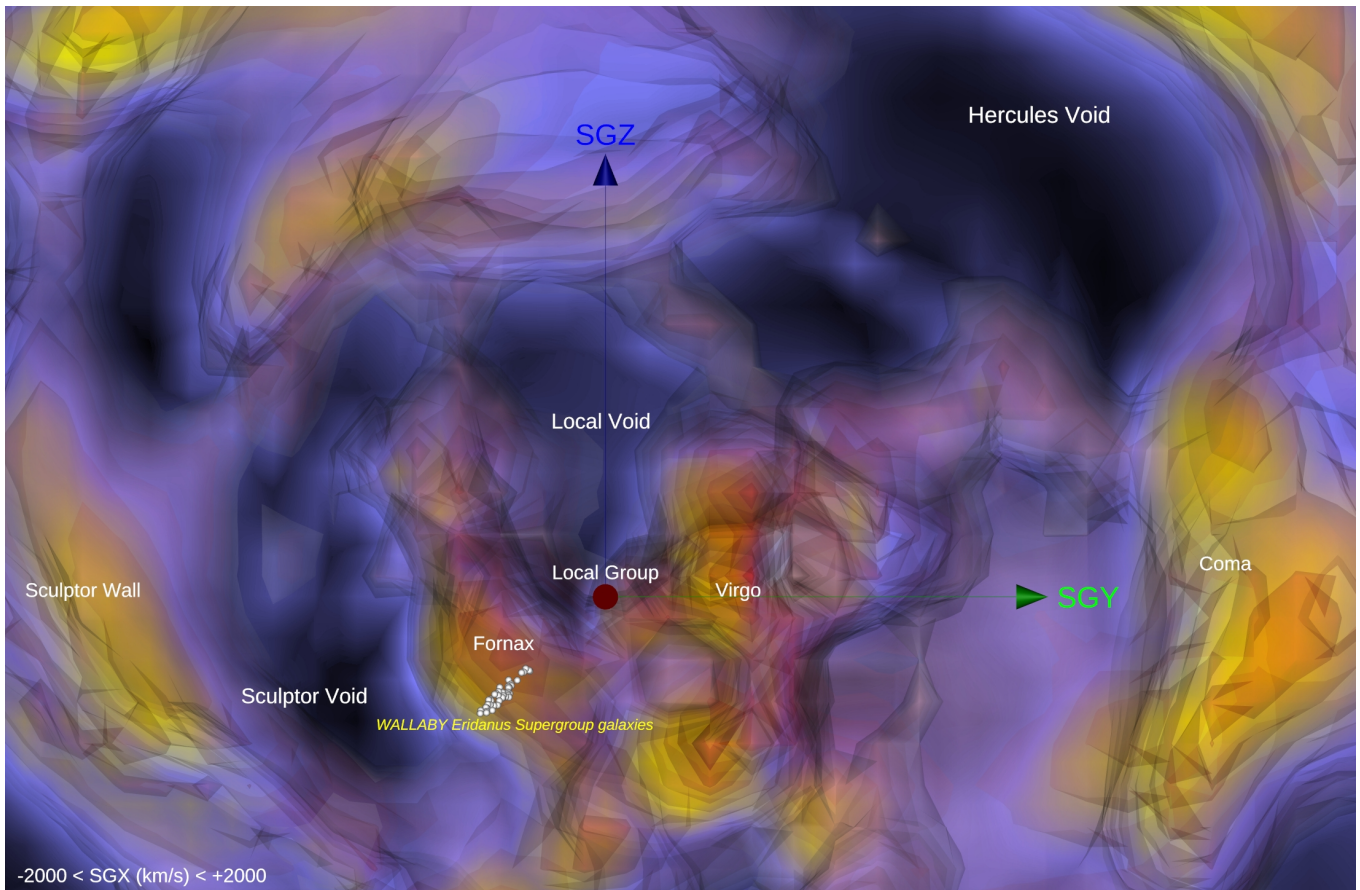 Hercules Void
SGZ
Local Void
Local Group
Coma
Sculptor Wall
Virgo
SGY
Fornax
Sculptor Void
WALLABY Eridanus Supergroup galaxies
-2000 < SGX (km/s) < +2000